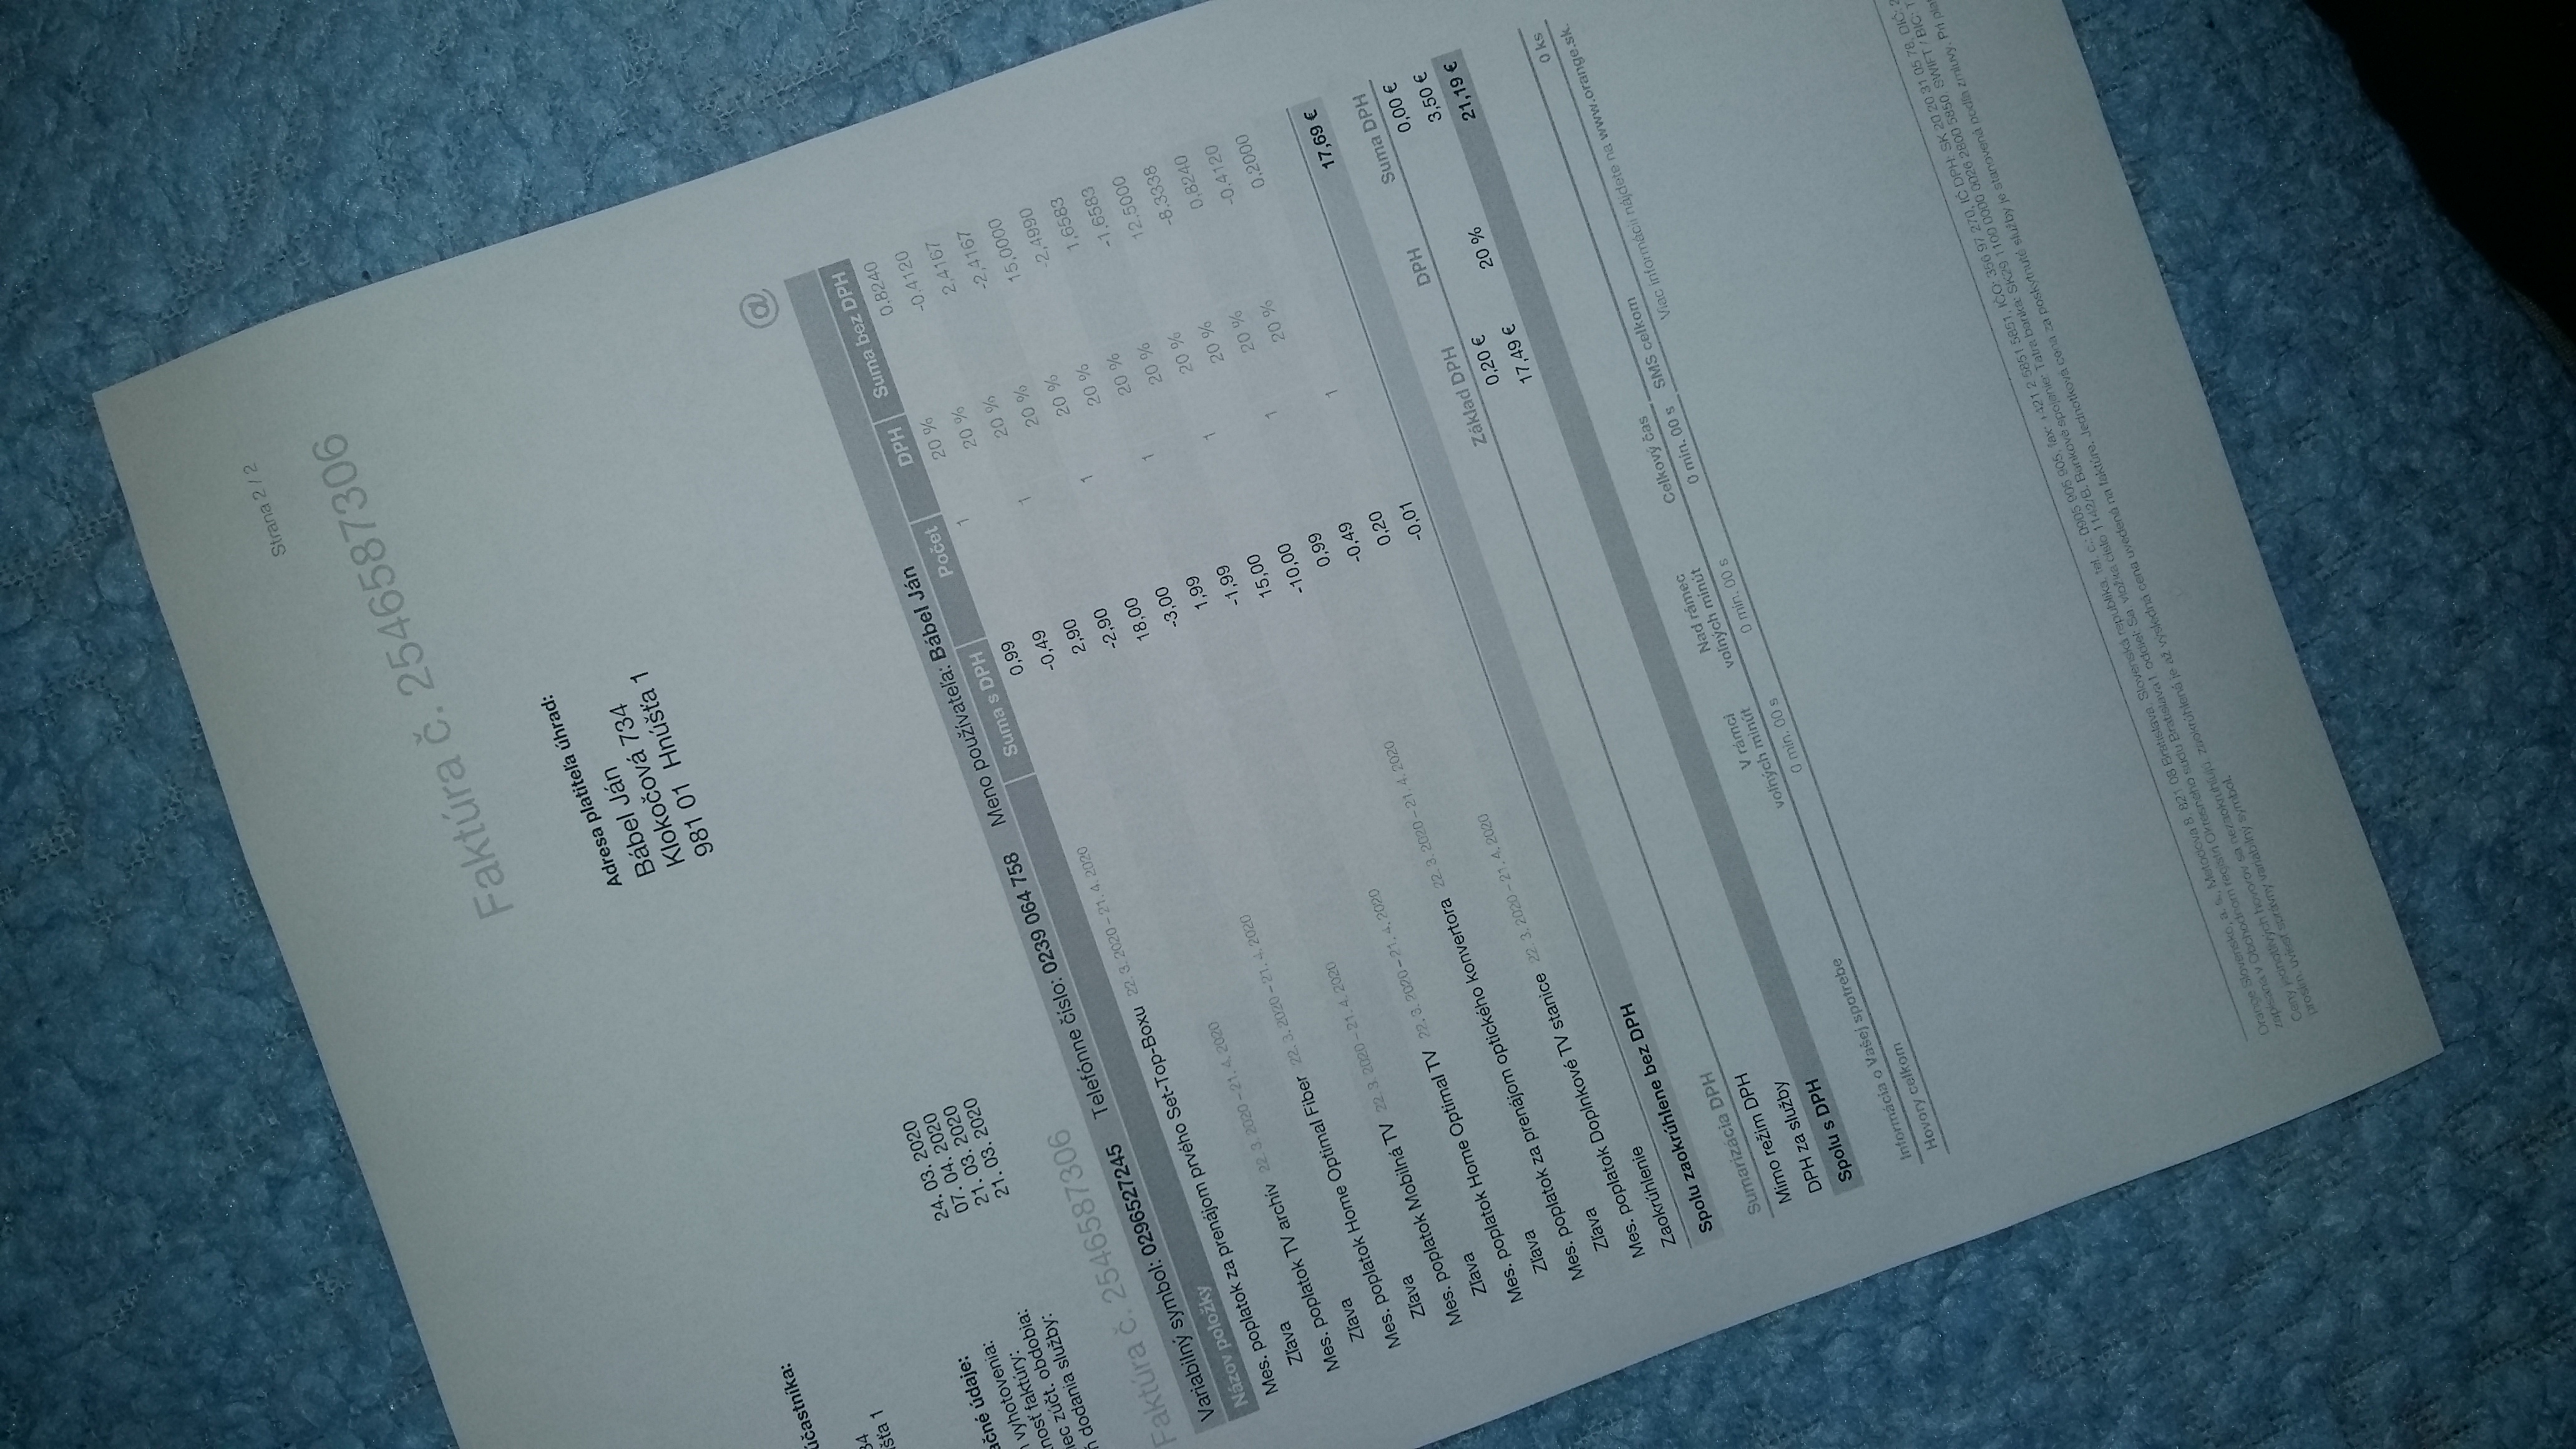 Strana 2 / 2
Faktúra č. 2546587306
Adresa platiteľa úhrad:
Bábel Ján
Klokočová 734
981 01 Hnúšťa 1
účastníka:
34
šťa 1
@
ačné údaje:
vyhotovenia: 24. 03. 2020
nosť faktúry: 07. 04. 2020
iec zúčt. obdobia: 21. 03. 2020
ň dodania služby: 21. 03. 2020
Faktúra č. 2546587306
Variabilný symbol: 0296527245 Telefónne číslo: 0239 064 758 Meno používateľa: Bábel Ján
Názov položky Suma s DPH Počet DPH Suma bez DPH
Mes. poplatok za prenájom prvého Set-Top-Boxu 22. 3. 2020 – 21. 4. 2020 0,99 1 20 % 0,8240
Zľava -0,49 20 % -0,4120
Mes. poplatok TV archív 22. 3. 2020 – 21. 4. 2020 2,90 1 20 % 2,4167
Zľava -2,90 20 % -2,4167
Mes. poplatok Home Optimal Fiber 22. 3. 2020 – 21. 4. 2020 18,00 1 20 % 15,0000
Zľava -3,00 20 % -2,4990
Mes. poplatok Mobilná TV 22. 3. 2020 – 21. 4. 2020 1,99 1 20 % 1,6583
Zľava -1,99 20 % -1,6583
Mes. poplatok Home Optimal TV 22. 3. 2020 – 21. 4. 2020 15,00 1 20 % 12,5000
Zľava -10,00 20 % -8,3338
Mes. poplatok za prenájom optického konvertora 22. 3. 2020 – 21. 4. 2020 0,99 1 20 % 0,8240
Zľava -0,49 20 % -0,4120
Mes. poplatok Doplnkové TV stanice 22. 3. 2020 – 21. 4. 2020 0,20 1 0,2000
Zaokrúhlenie -0,01
Spolu zaokrúhlene bez DPH 17,69 €
Sumarizácia DPH Základ DPH DPH Suma DPH
Mimo režim DPH 0,20 € 0,00 €
DPH za služby 17,49 € 20 % 3,50 €
Spolu s DPH 21,19 €
Informácia o Vašej spotrebe V rámci voľných minút Nad rámec voľných minút Celkový čas SMS celkom 0 ks
Hovory celkom 0 min. 00 s 0 min. 00 s 0 min. 00 s
Viac informácií nájdete na www.orange.sk.
Orange Slovensko, a. s., Metodova 8, 821 08 Bratislava, Slovenská republika, tel. č.: 0905 905 905, fax: +421 2 5851 5851, IČO: 356 97 270, IČ DPH: SK 20 20 31 05 78, DIČ: 2
zapísaná v Obchodnom registri Okresného súdu Bratislava I, oddiel: Sa, vložka číslo 1142/B. Bankové spojenie: Tatra banka: SK29 1100 0000 0026 2800 5850, SWIFT / BIC: T
Ceny jednotlivých hovorov sa nezaokrúhľujú, zaokrúhlená je až výsledná cena uvedená na faktúre. Jednotková cena za poskytnuté služby je stanovená podľa zmluvy. Pri pla
prosím, uviesť správny variabilný symbol.